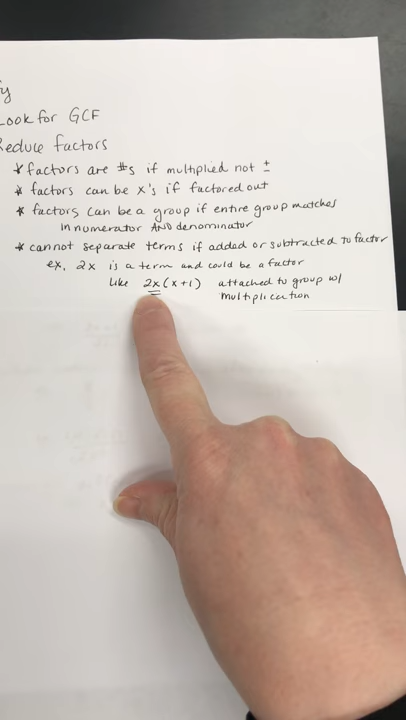 y
Look for GCF
Reduce factors
* factors are #s if multiplied not ±
* factors can be x's if factored out
* factors can be a group if entire group matches
in numerator AND denominator
* cannot separate terms if added or subtracted to factor
ex. 2x is a term and could be a factor
Like 2x(x+1) attached to group w/
multiplication